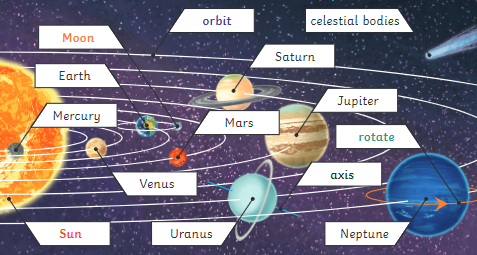 orbit
celestial bodies
Moon
Saturn
Earth
Jupiter
Mercury
Mars
rotate
axis
Venus
Sun
Uranus
Neptune